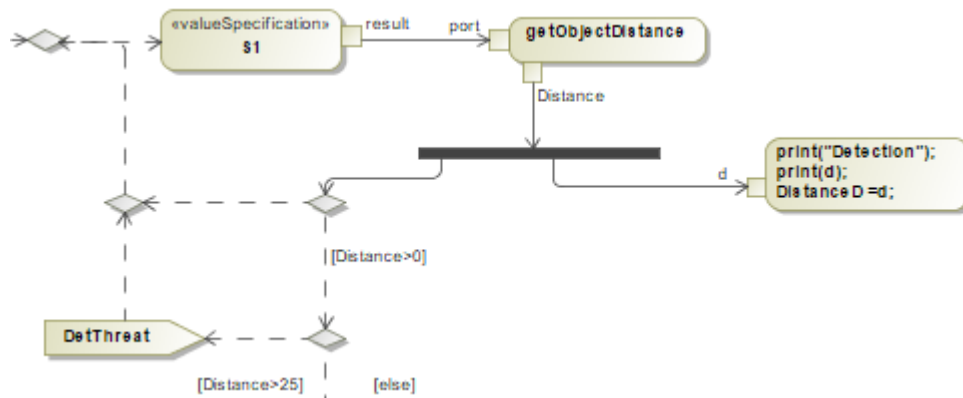 «valueSpecification»
S1
result
port
getObjectDistance
Distance
d
print("Detection");
print(d);
DistanceD =d;
[Distance>0]
DetThreat
[Distance>25]
[else]